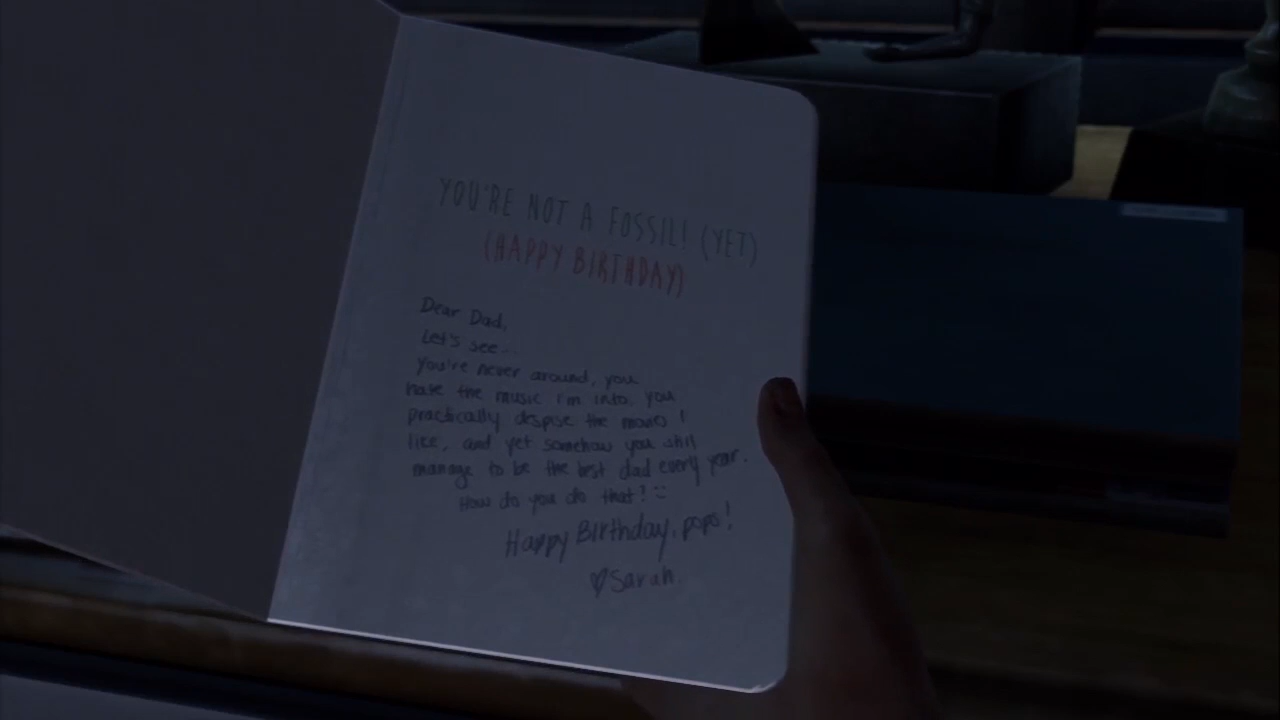 YOU'RE NOT A FOSSIL! (YET)
(HAPPY BIRTHDAY)
Dear Dad,
Let's see...
You're never around, you
hate the music i'm into, you
practically despise the movies I
like, and yet somehow you still
manage to be the best dad every year.
How do you do that? :)
Happy Birthday, pops!
♡ Sarah